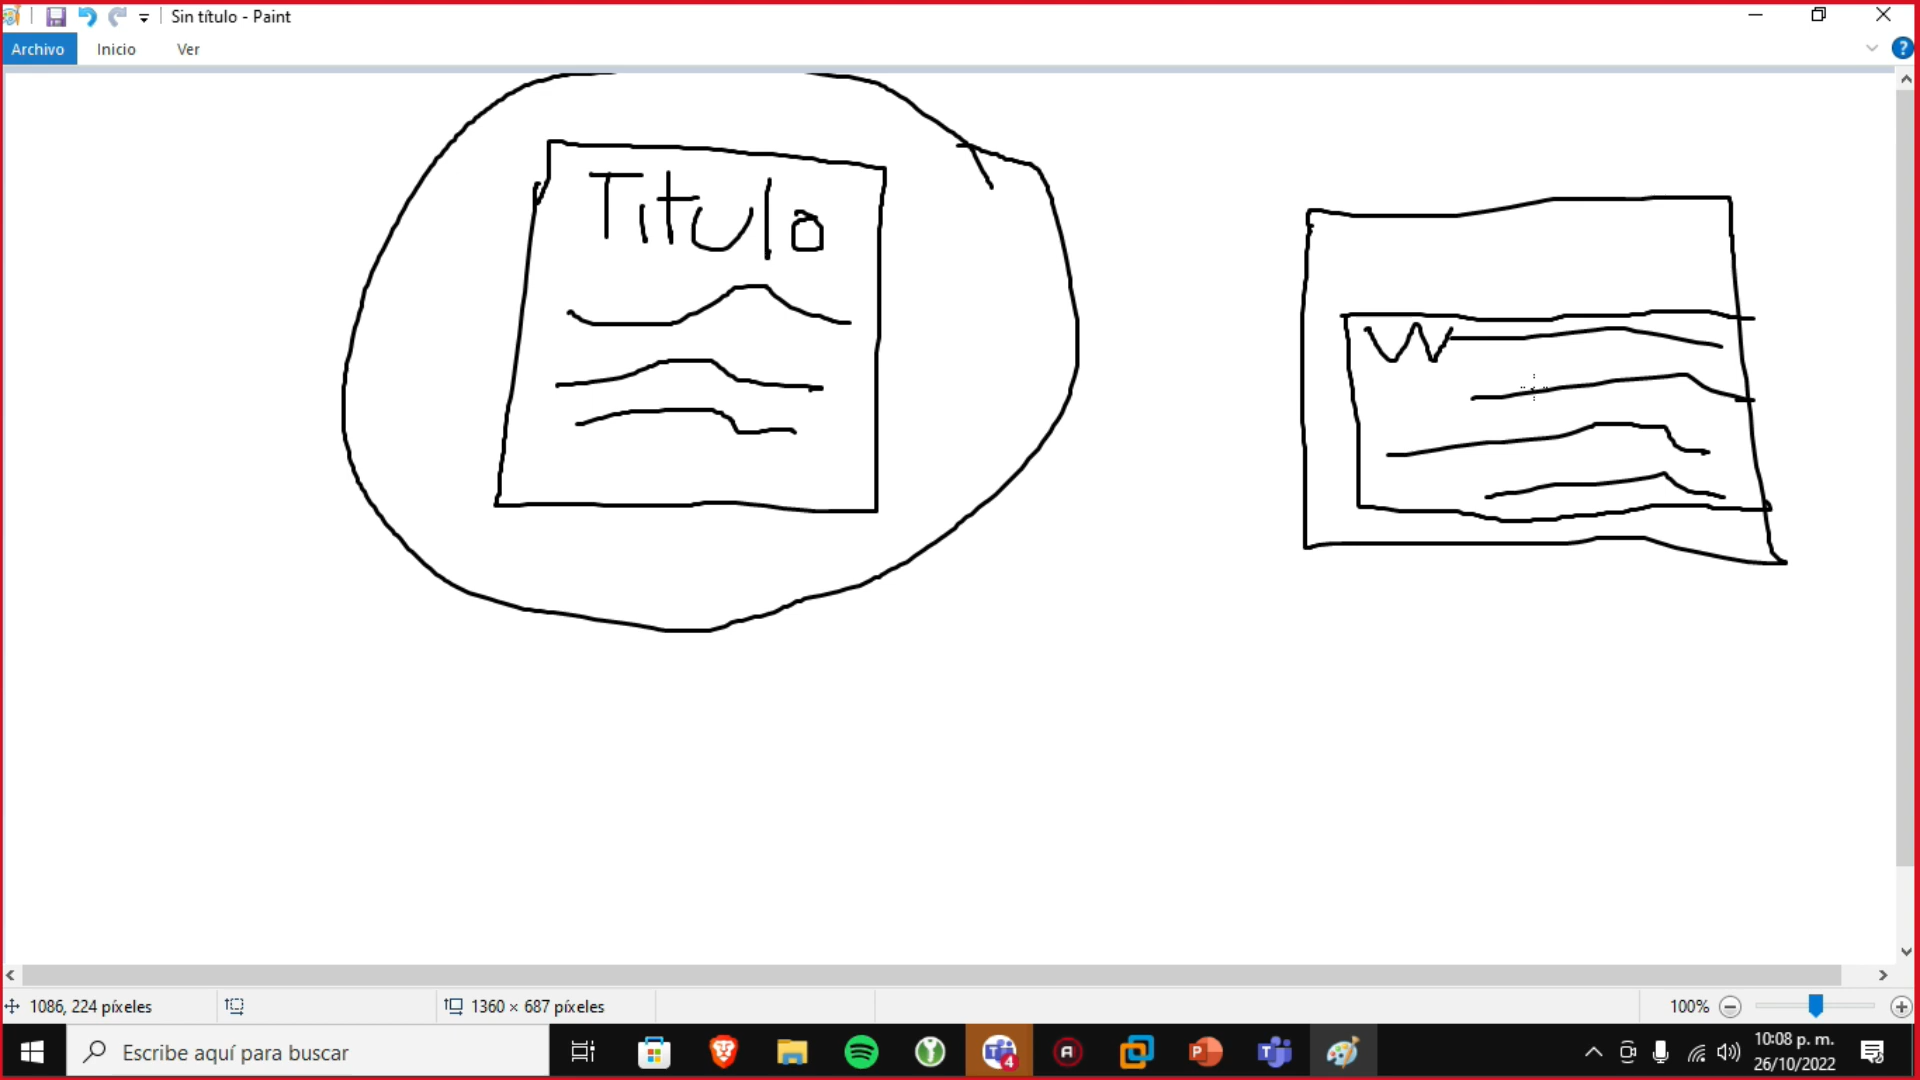 Sin título - Paint
Archivo Inicio Ver
Titulo
W
1086, 224 píxeles
1360 × 687 píxeles
100%
Escribe aquí para buscar
4
10:08 p. m.
26/10/2022